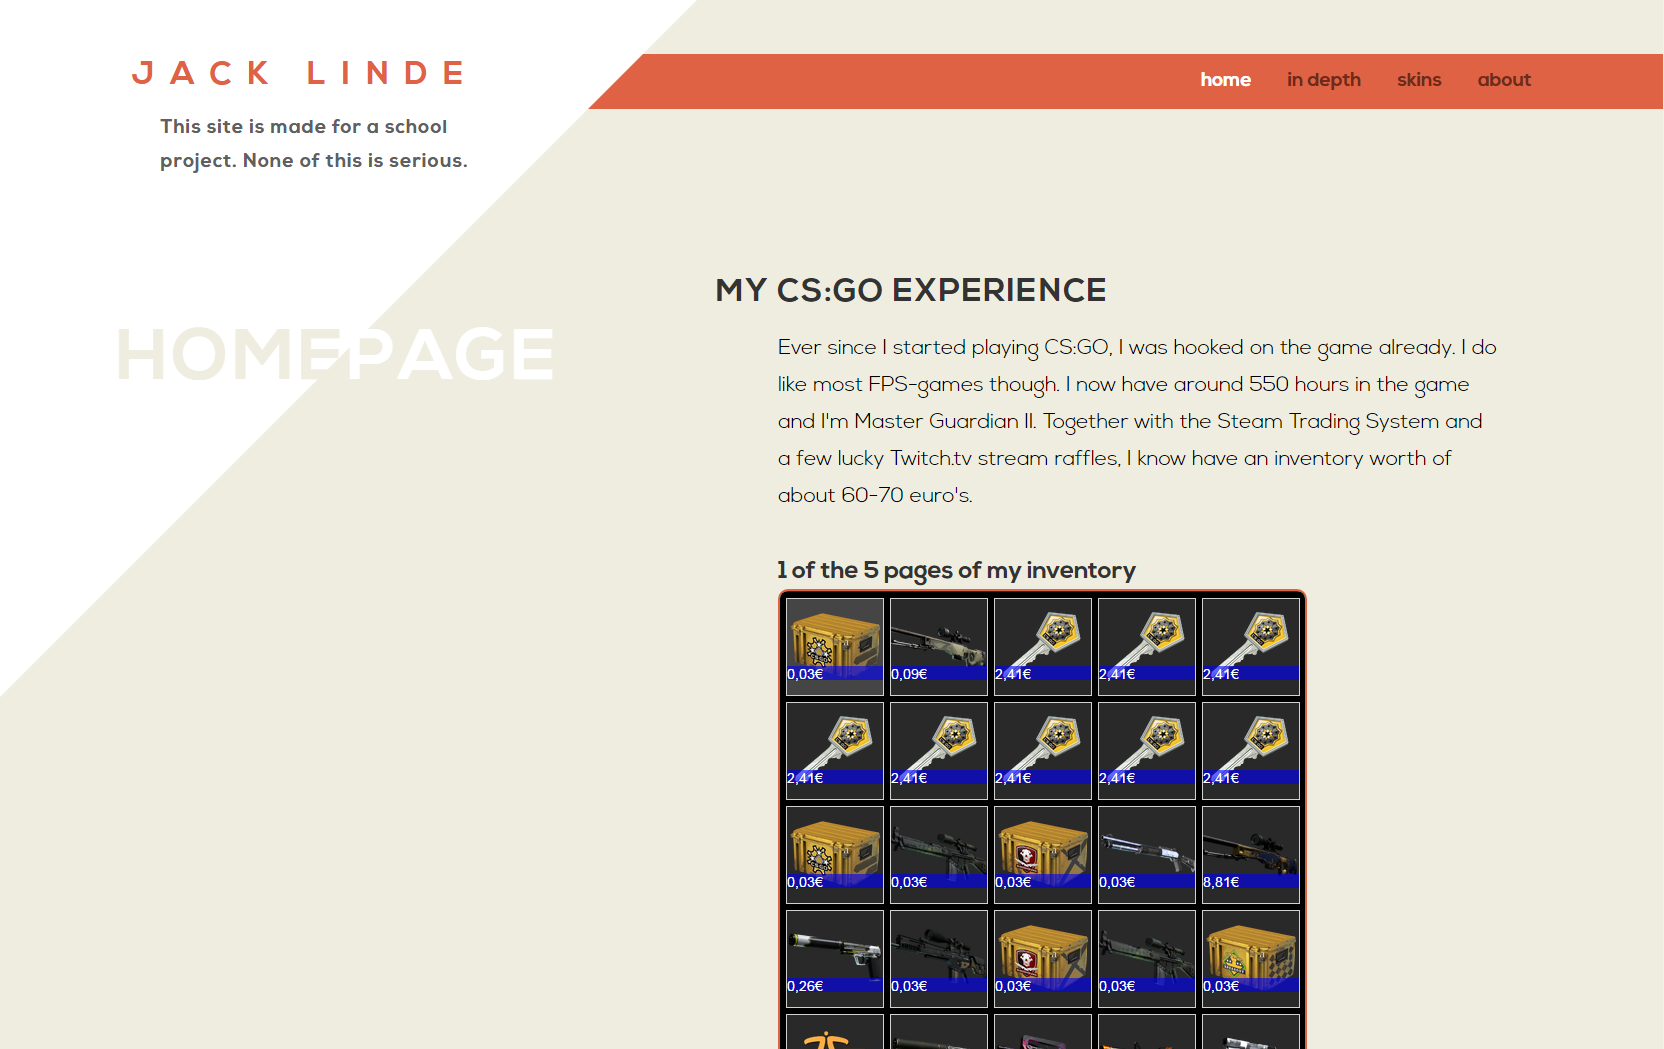 JACK LINDE
home in depth skins about
This site is made for a school
project. None of this is serious.
HOMEPAGE
MY CS:GO EXPERIENCE
Ever since I started playing CS:GO, I was hooked on the game already. I do
like most FPS-games though. I now have around 550 hours in the game
and I'm Master Guardian II. Together with the Steam Trading System and
a few lucky Twitch.tv stream raffles, I know have an inventory worth of
about 60-70 euro's.
1 of the 5 pages of my inventory
0,03€ 0,09€ 2,41€ 2,41€ 2,41€
2,41€ 2,41€ 2,41€ 2,41€ 2,41€
0,03€ 0,03€ 0,03€ 0,03€ 8,81€
0,26€ 0,03€ 0,03€ 0,03€ 0,03€